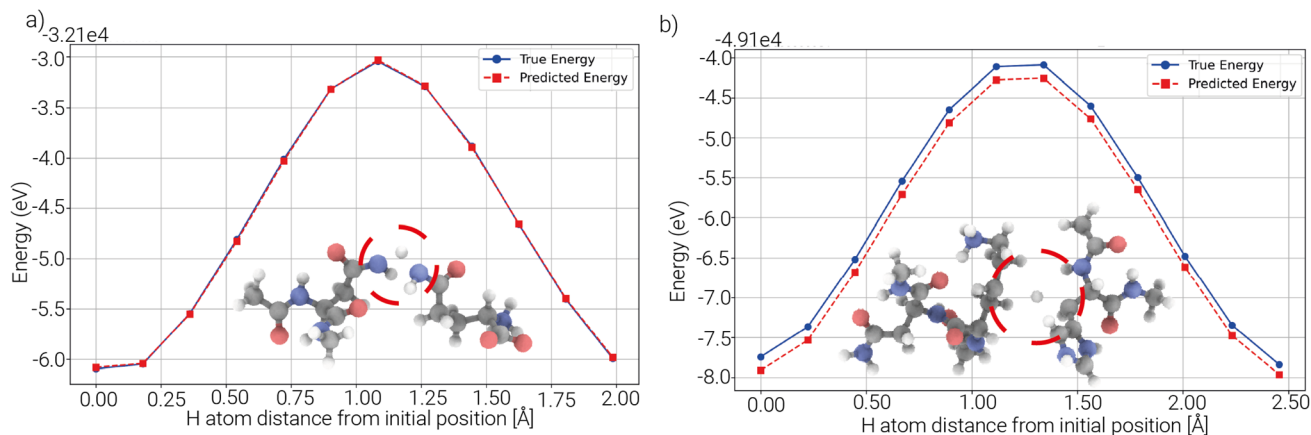 a)
-3.21e4
True Energy
Predicted Energy
-3.0
-3.5
-4.0
-4.5
-5.0
-5.5
-6.0
Energy (eV)
0.00 0.25 0.50 0.75 1.00 1.25 1.50 1.75 2.00
H atom distance from initial position [Å]
b)
-4.91e4
True Energy
Predicted Energy
-4.0
-4.5
-5.0
-5.5
-6.0
-6.5
-7.0
-7.5
-8.0
Energy (eV)
0.00 0.50 1.00 1.50 2.00 2.50
H atom distance from initial position [Å]